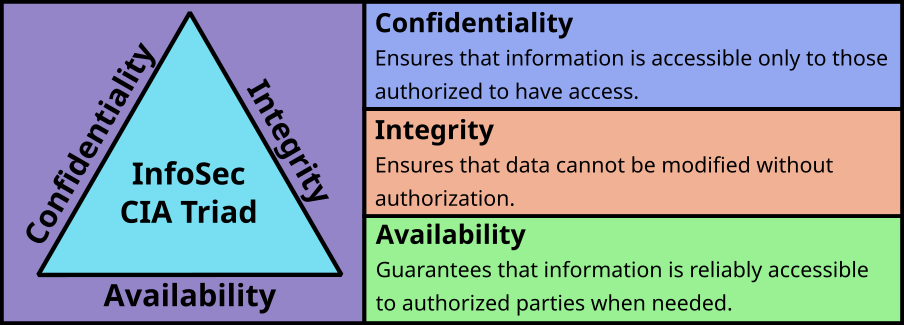 Confidentiality
Integrity
InfoSec
CIA Triad
Availability
Confidentiality
Ensures that information is accessible only to those
authorized to have access.
Integrity
Ensures that data cannot be modified without
authorization.
Availability
Guarantees that information is reliably accessible
to authorized parties when needed.